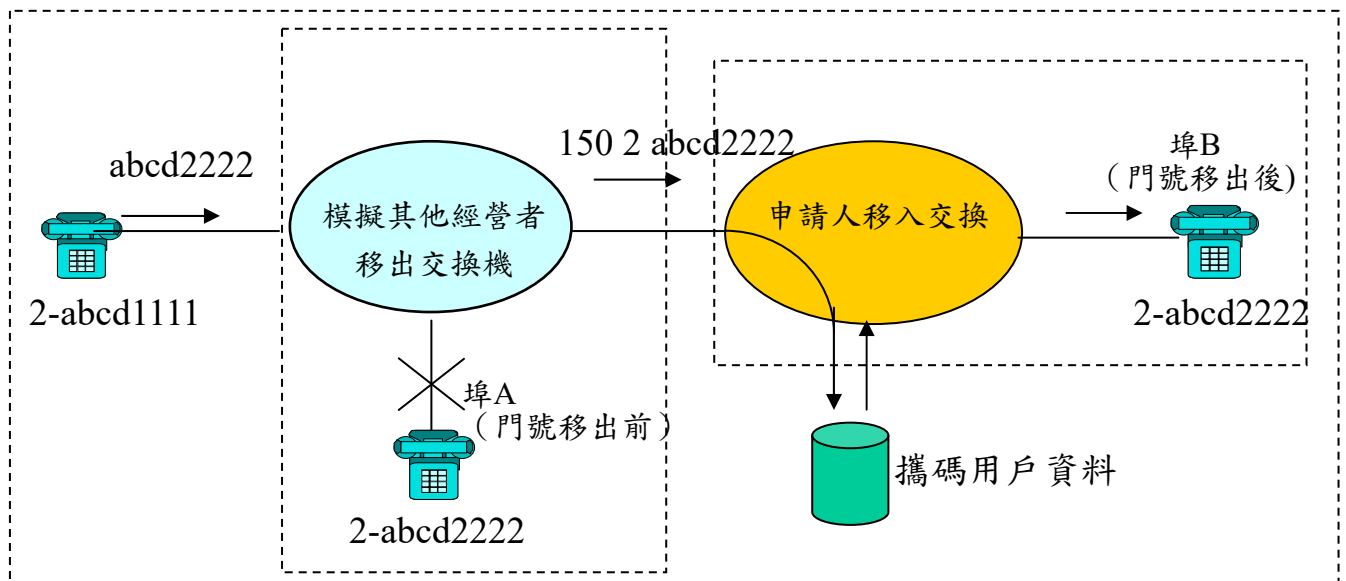 abcd2222
2-abcd1111
模擬其他經營者
移出交換機
埠A
（門號移出前）
2-abcd2222
150 2 abcd2222
申請人移入交換
埠B
（門號移出後)
2-abcd2222
攜碼用戶資料